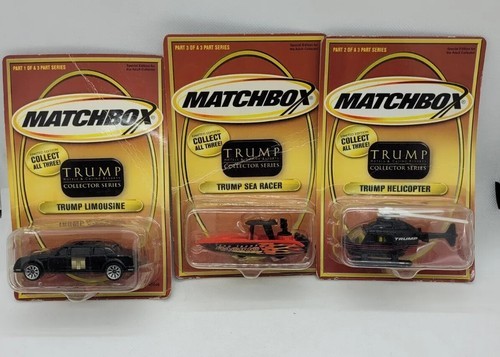 PART 1 OF A 3 PART SERIES
MATCHBOX
COLLECT
ALL THREE!
TRUMP
COLLECTOR SERIES
TRUMP LIMOUSINE
PART 3 OF A 3 PART SERIES
MATCHBOX
COLLECT
ALL THREE!
TRUMP
COLLECTOR SERIES
TRUMP SEA RACER
PART 2 OF A 3 PART SERIES
MATCHBOX
COLLECT
ALL THREE!
TRUMP
COLLECTOR SERIES
TRUMP HELICOPTER
TRUMP